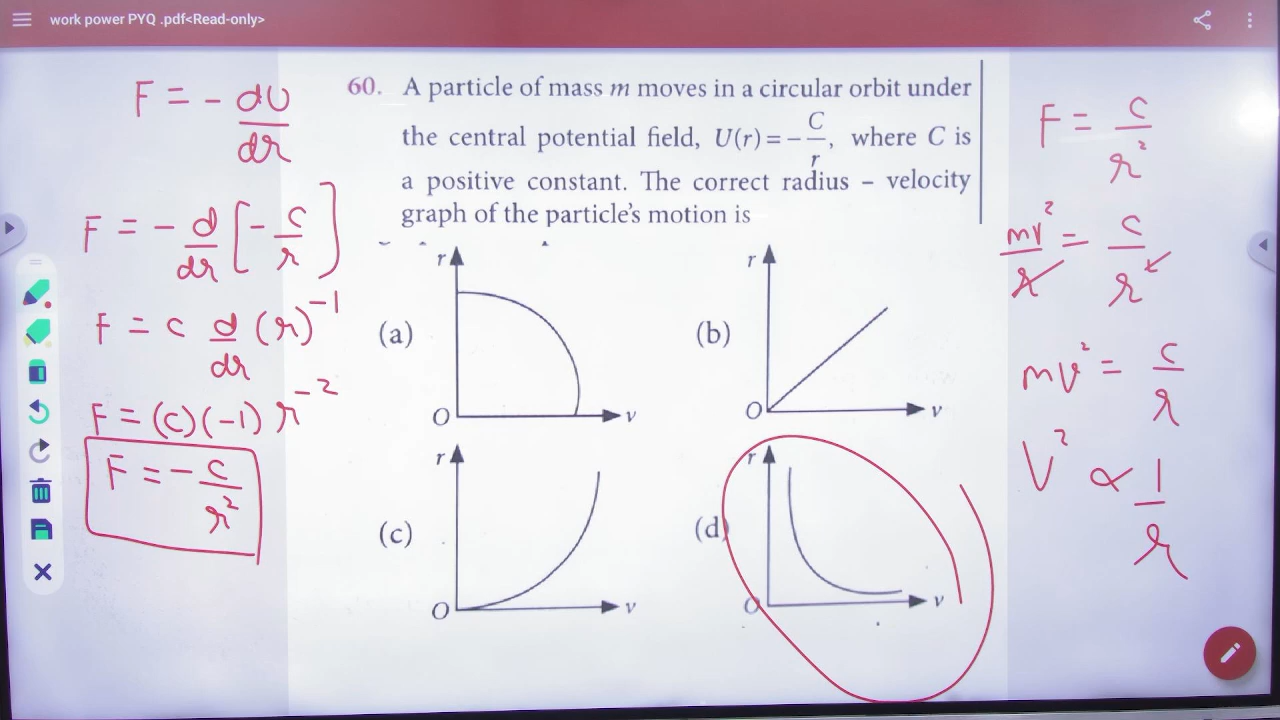 work power PYQ .pdf<Read-only>
F = - dU/dr
F = - d/dr [- c/r]
F = c d/dr (r)^-1
F = (c)(-1) r^-2
F = - c/r²
60. A particle of mass m moves in a circular orbit under
the central potential field, U(r) = - C/r, where C is
a positive constant. The correct radius – velocity
graph of the particle's motion is
(a) r O v
(b) r O v
(c) r O v
(d) r O v
F = c/r²
mv²/r = c/r²
mv² = c/r
V² ∝ 1/r